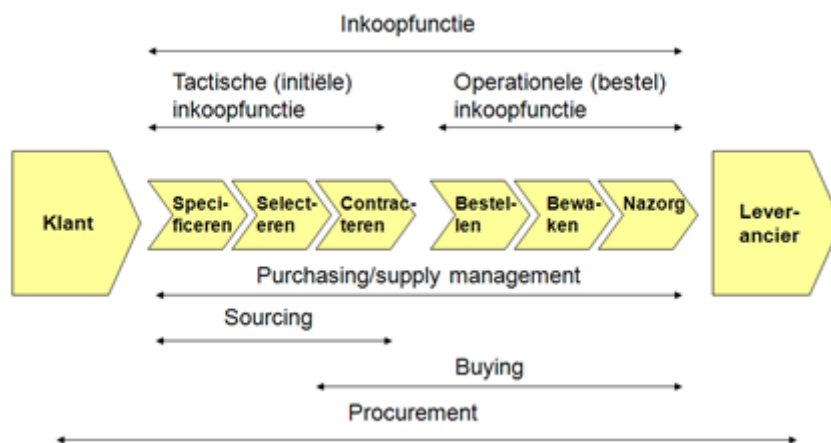 Inkoopfunctie
Tactische (initiële)
inkoopfunctie
Operationele (bestel)
inkoopfunctie
Klant
Speci-
ficeren
Select-
eren
Contrac-
teren
Bestel-
len
Bewa-
ken
Nazorg
Lever-
ancier
Purchasing/supply management
Sourcing
Buying
Procurement